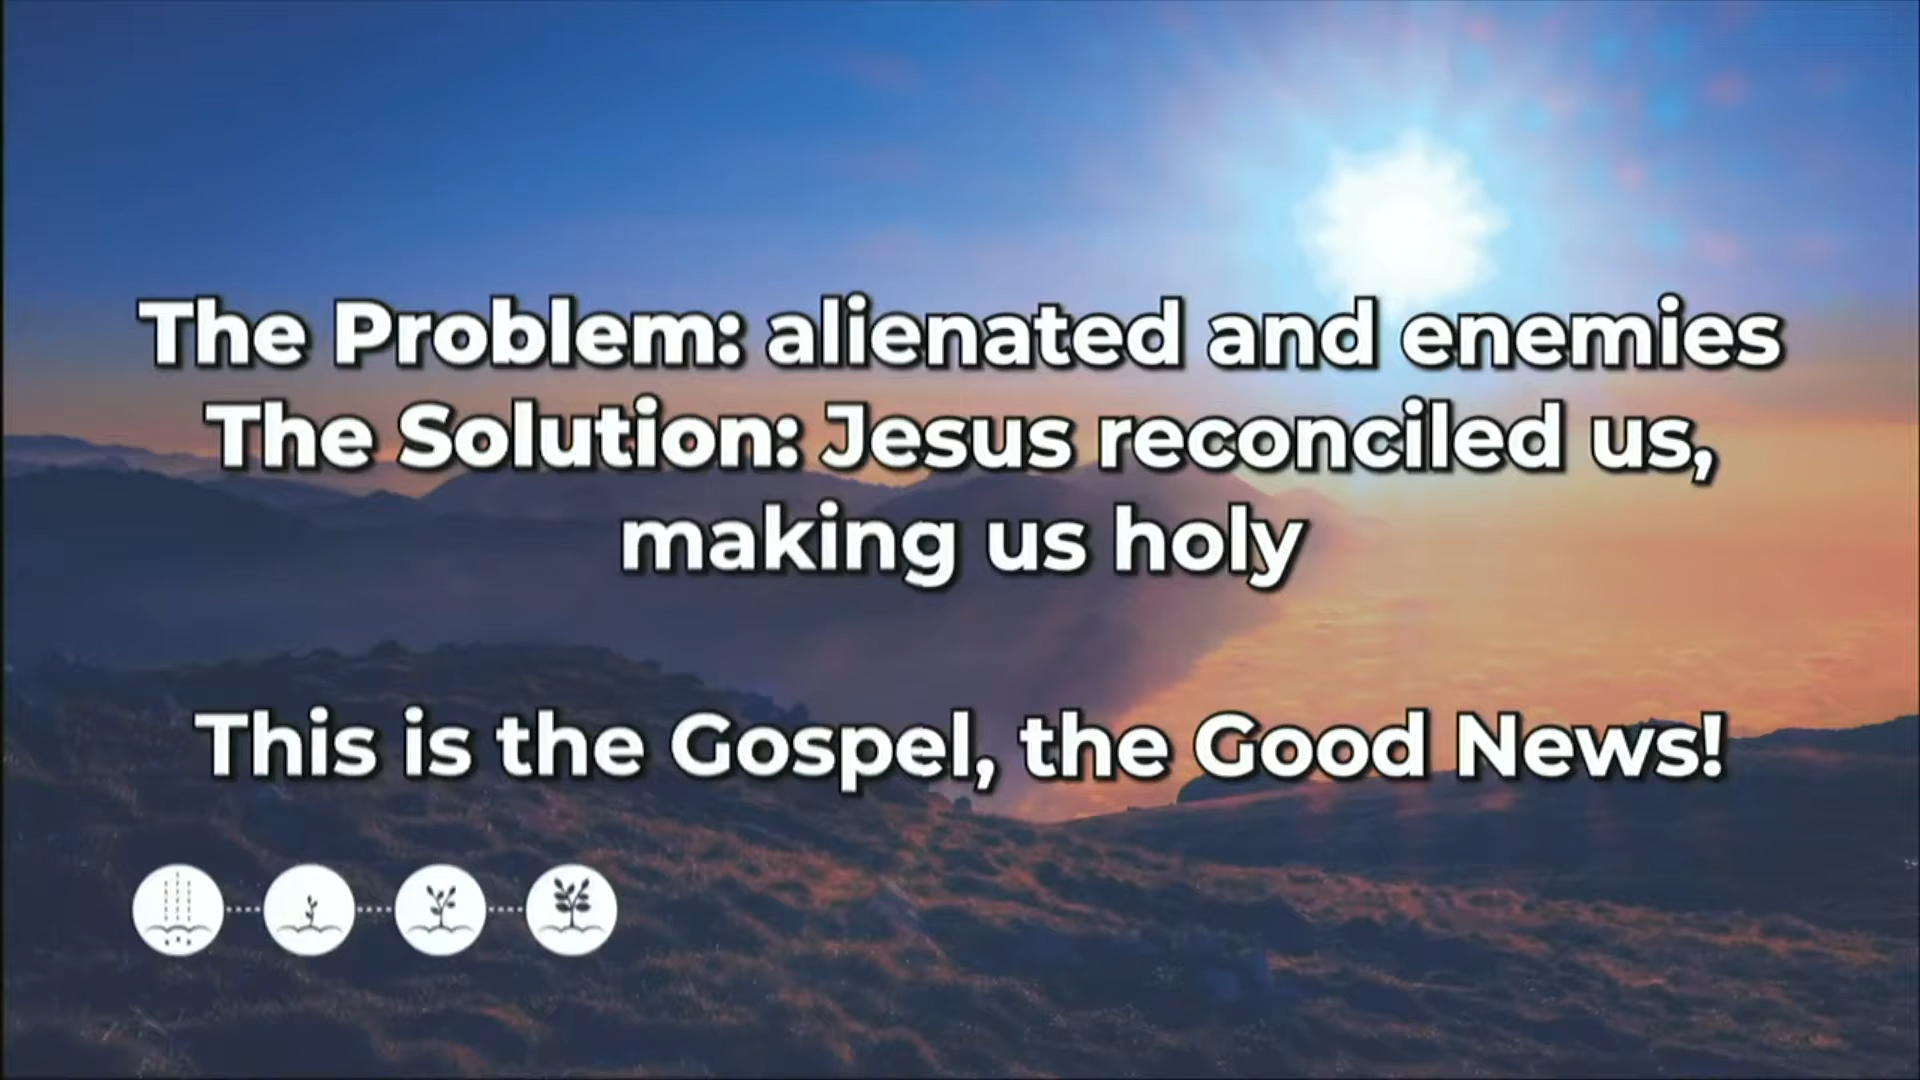 The Problem: alienated and enemies
The Solution: Jesus reconciled us,
making us holy
This is the Gospel, the Good News!